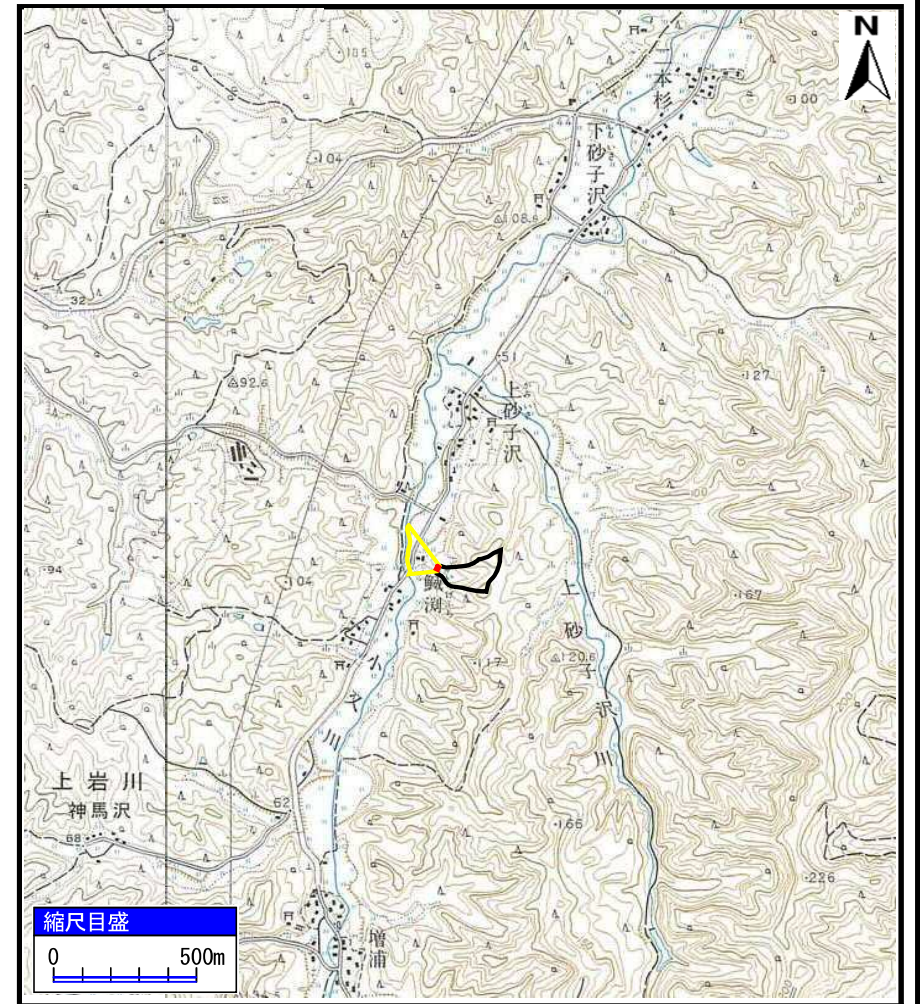 N
二本杉
下砂子沢
・105
・100
44
・104
△108.9
32
・51
・127
△92.6
上砂子沢
・94
・104
渕
上砂子沢川
・167
△120.6
・117
小又川
上岩川
神馬沢
62
68
・166
・226
増浦
縮尺目盛
0 500m